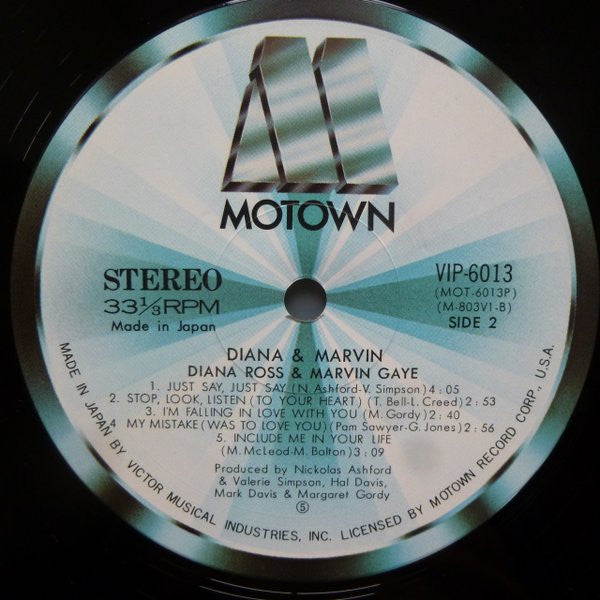 MOTOWN
STEREO
33⅓RPM
Made in Japan
VIP-6013
(MOT-6013P)
(M-803V1-B)
SIDE 2
DIANA & MARVIN
DIANA ROSS & MARVIN GAYE
1. JUST SAY, JUST SAY (N. Ashford-V. Simpson) 4:05
2. STOP, LOOK, LISTEN (TO YOUR HEART) (T. Bell-L. Creed) 2:53
3. I'M FALLING IN LOVE WITH YOU (M. Gordy) 2:40
4 MY MISTAKE (WAS TO LOVE YOU) (Pam Sawyer-G. Jones) 2:56
5. INCLUDE ME IN YOUR LIFE
(M. McLeod-M. Bolton) 3:09
Produced by Nickolas Ashford
& Valerie Simpson, Hal Davis,
Mark Davis & Margaret Gordy
⑤
MADE IN JAPAN BY VICTOR MUSICAL INDUSTRIES, INC. LICENSED BY MOTOWN RECORD CORP., U.S.A.